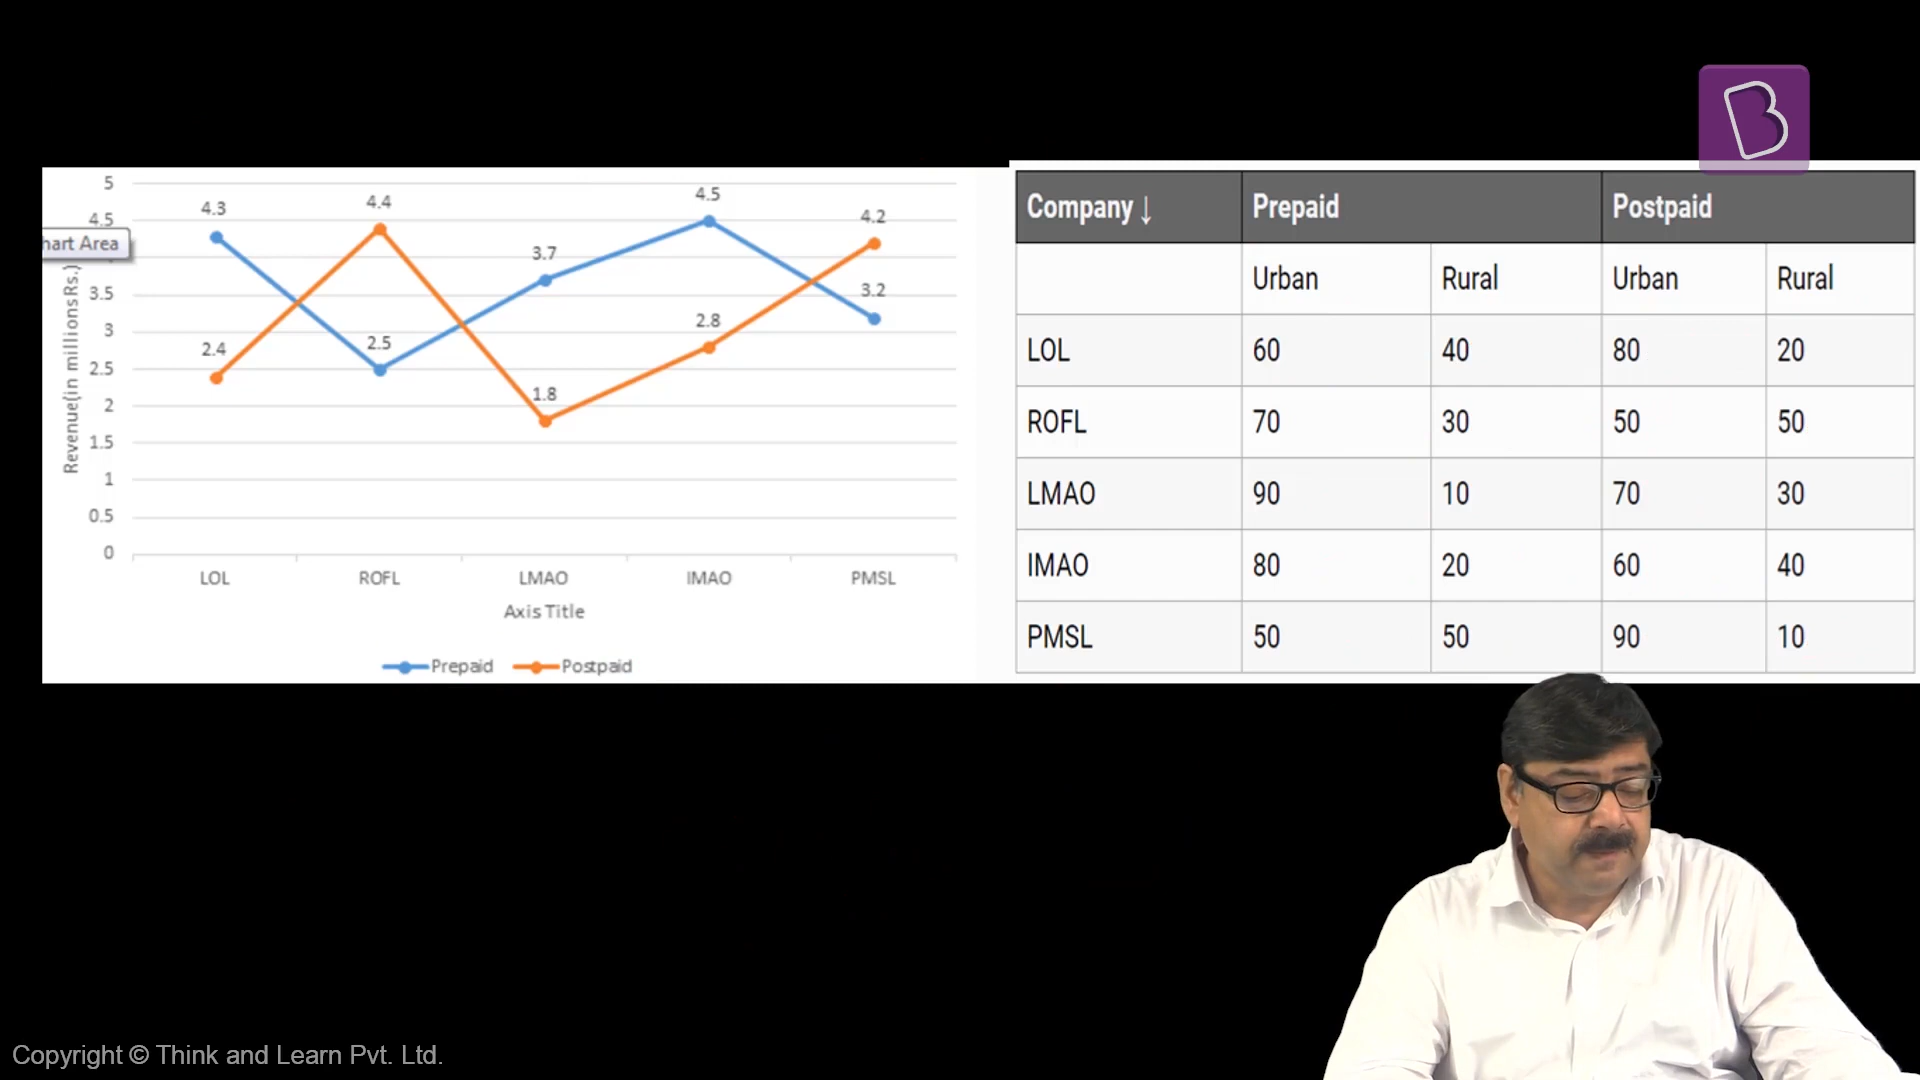 5
4.5
3.5
3
2.5
2
1.5
1
0.5
0
hart Area
Revenue(in millionsRs.)
4.3
4.4
3.7
4.5
4.2
2.4
2.5
1.8
2.8
3.2
LOL ROFL LMAO IMAO PMSL
Axis Title
Prepaid Postpaid
B
Company ↓ Prepaid Postpaid
Urban Rural Urban Rural
LOL 60 40 80 20
ROFL 70 30 50 50
LMAO 90 10 70 30
IMAO 80 20 60 40
PMSL 50 50 90 10
Copyright © Think and Learn Pvt. Ltd.